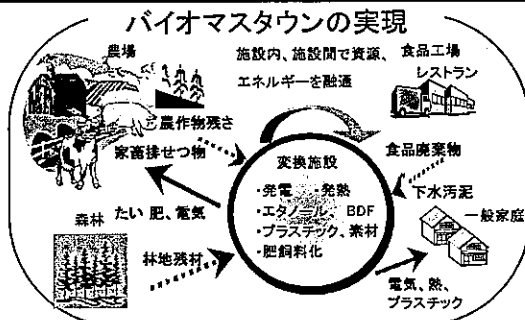 バイオマスタウンの実現
農場
施設内、施設間で資源、
エネルギーを融通
食品工場
レストラン
農作物残さ
家畜排せつ物
変換施設
・発電 ・発熱
・エタノール、BDF
・プラスチック、素材
・肥飼料化
食品廃棄物
下水汚泥
一般家庭
森林
たい肥、電気
林地残材
電気、熱、
プラスチック